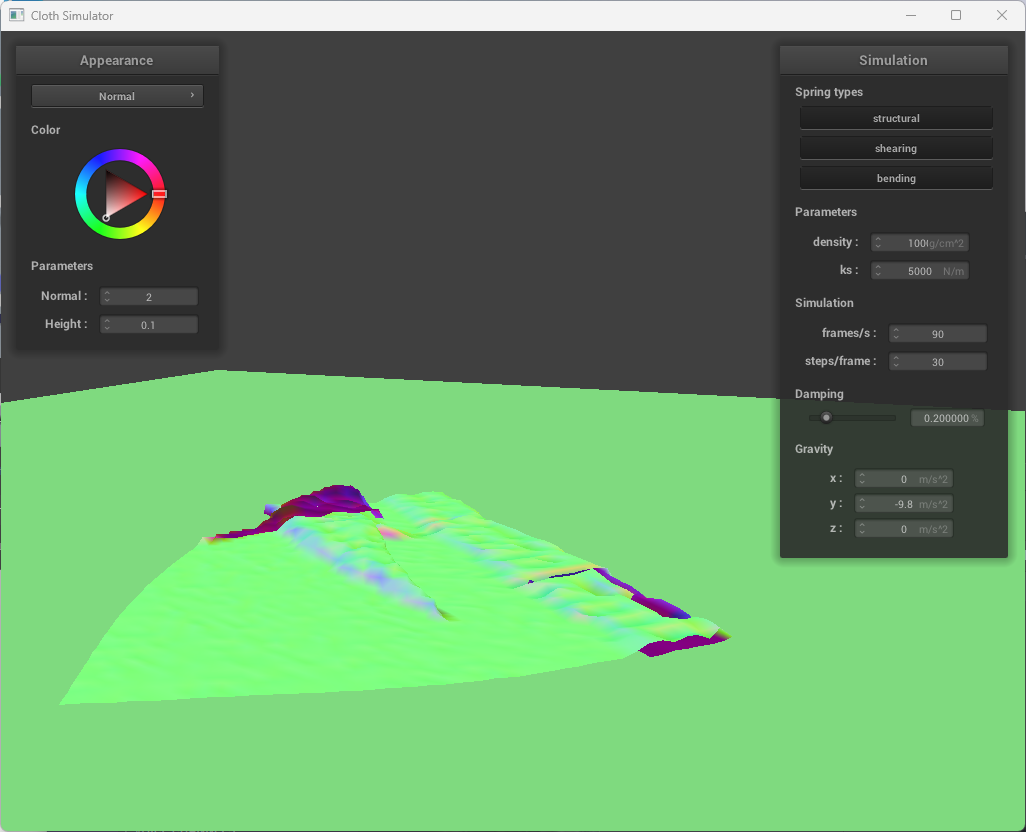 Cloth Simulator
Appearance
Normal
Color
Parameters
Normal : 2
Height : 0.1
Simulation
Spring types
structural
shearing
bending
Parameters
density : 100 g/cm^2
ks : 5000 N/m
Simulation
frames/s : 90
steps/frame : 30
Damping
0.200000 %
Gravity
x : 0 m/s^2
y : -9.8 m/s^2
z : 0 m/s^2